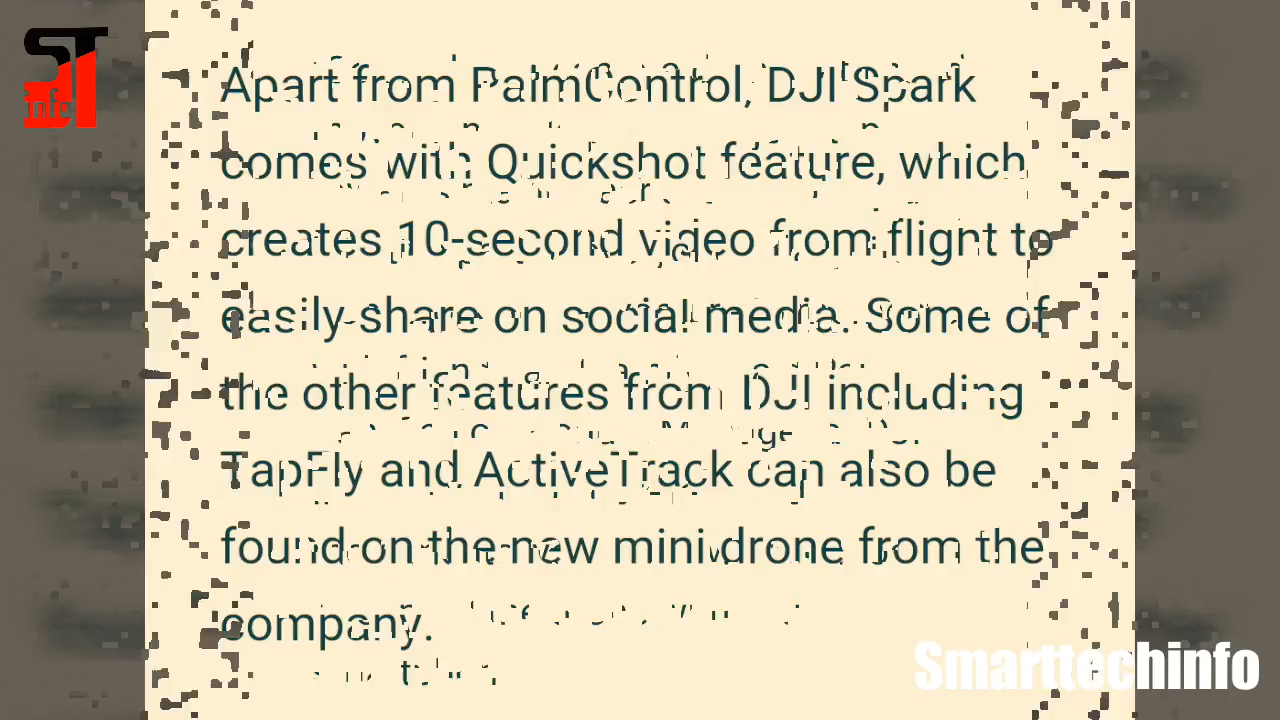 ST
infe
Apart from PalmControl, DJI Spark
comes with Quickshot feature, which
creates 10-second video from flight to
easily share on social media. Some of
the other features from DJI including
TapFly and ActiveTrack can also be
found on the new mini drone from the
company.
Smarttechinfo